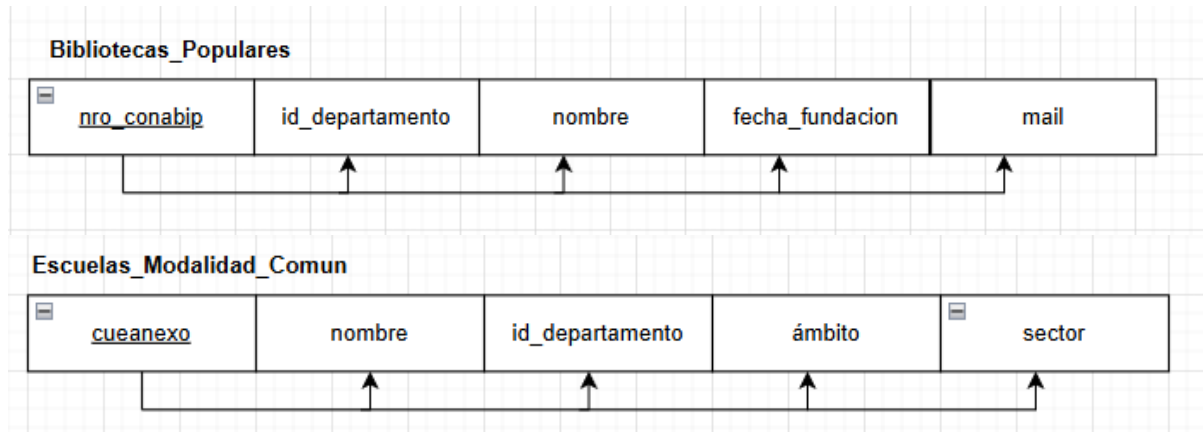 Bibliotecas_Populares
nro_conabip id_departamento nombre fecha_fundacion mail
Escuelas_Modalidad_Comun
cueanexo nombre id_departamento ámbito sector